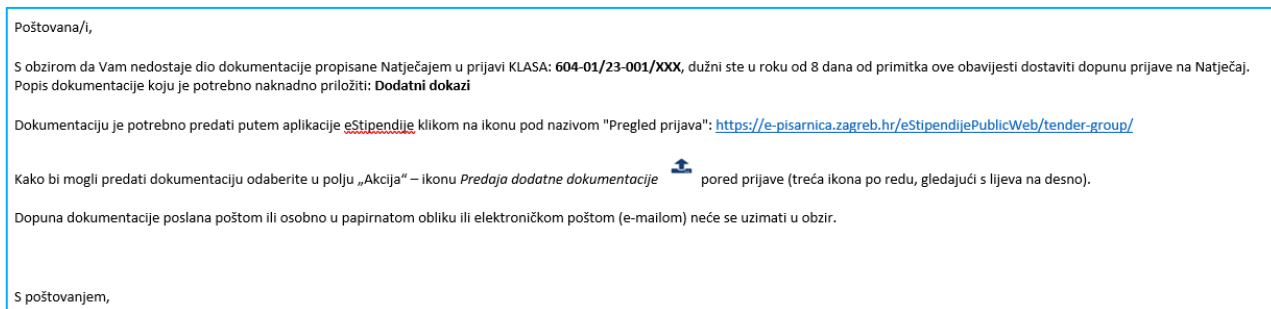 Poštovana/i,
S obzirom da Vam nedostaje dio dokumentacije propisane Natječajem u prijavi KLASA: 604-01/23-001/XXX, dužni ste u roku od 8 dana od primitka ove obavijesti dostaviti dopunu prijave na Natječaj.
Popis dokumentacije koju je potrebno naknadno priložiti: Dodatni dokazi
Dokumentaciju je potrebno predati putem aplikacije eStipendije klikom na ikonu pod nazivom "Pregled prijava": https://e-pisarnica.zagreb.hr/eStipendijePublicWeb/tender-group/
Kako bi mogli predati dokumentaciju odaberite u polju „Akcija“ – ikonu Predaja dodatne dokumentacije pored prijave (treća ikona po redu, gledajući s lijeva na desno).
Dopuna dokumentacije poslana poštom ili osobno u papirnatom obliku ili elektroničkom poštom (e-mailom) neće se uzimati u obzir.
S poštovanjem,